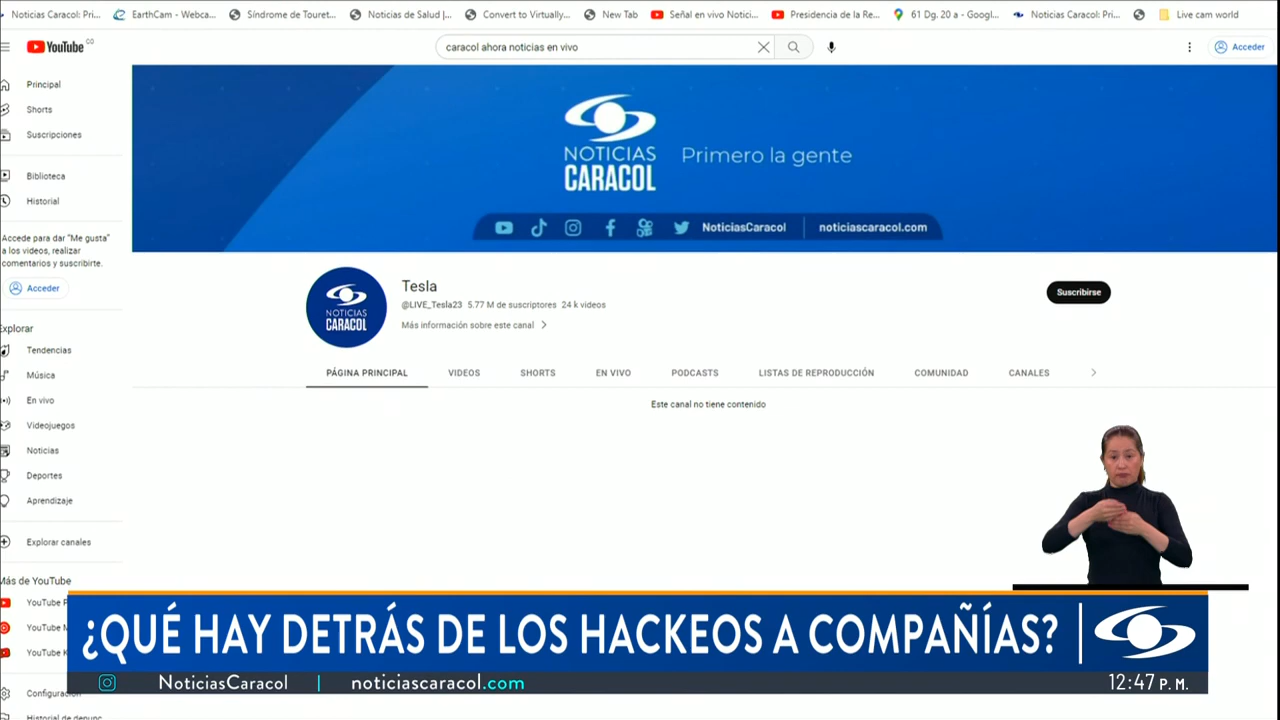 Noticias Caracol: Pri...
EarthCam - Webca...
Síndrome de Touret...
Noticias de Salud |...
Convert to Virtually...
New Tab
Señal en vivo Notici...
Presidencia de la Re...
61 Dg. 20 a - Googl...
Noticias Caracol: Pri...
Live cam world
YouTube CO
caracol ahora noticias en vivo
Acceder
Principal
Shorts
Suscripciones
Biblioteca
Historial
Accede para dar "Me gusta"
a los videos, realizar
comentarios y suscribirte.
Acceder
Explorar
Tendencias
Música
En vivo
Videojuegos
Noticias
Deportes
Aprendizaje
Explorar canales
Más de YouTube
YouTube
YouTube
YouTube
NOTICIAS
CARACOL
Primero la gente
NoticiasCaracol
noticiascaracol.com
NOTICIAS
CARACOL
Tesla
@LIVE_Tesla23 5.77 M de suscriptores 24 k videos
Más información sobre este canal
Suscribirse
PÁGINA PRINCIPAL
VIDEOS
SHORTS
EN VIVO
PODCASTS
LISTAS DE REPRODUCCIÓN
COMUNIDAD
CANALES
Este canal no tiene contenido
¿QUÉ HAY DETRÁS DE LOS HACKEOS A COMPAÑÍAS?
NoticiasCaracol | noticiascaracol.com
12:47 P. M.